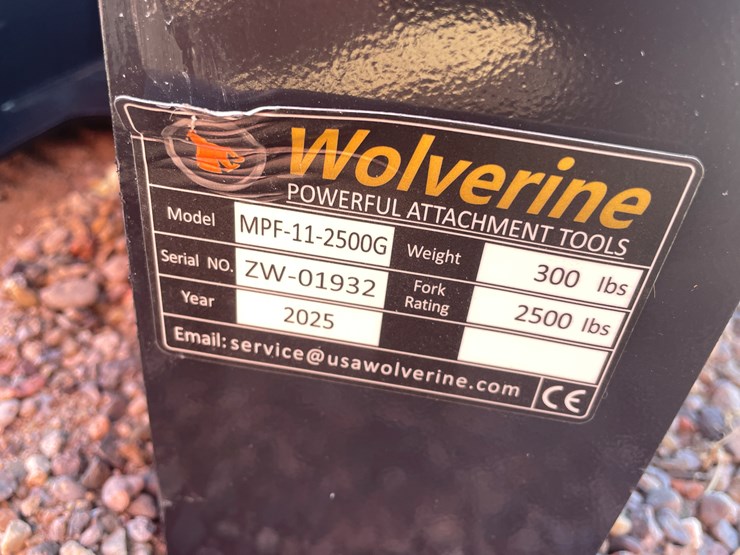 Wolverine
POWERFUL ATTACHMENT TOOLS
Model MPF-11-2500G Weight 300 lbs
Serial NO. ZW-01932 Fork Rating 2500 lbs
Year 2025
Email: service@usawolverine.com CE